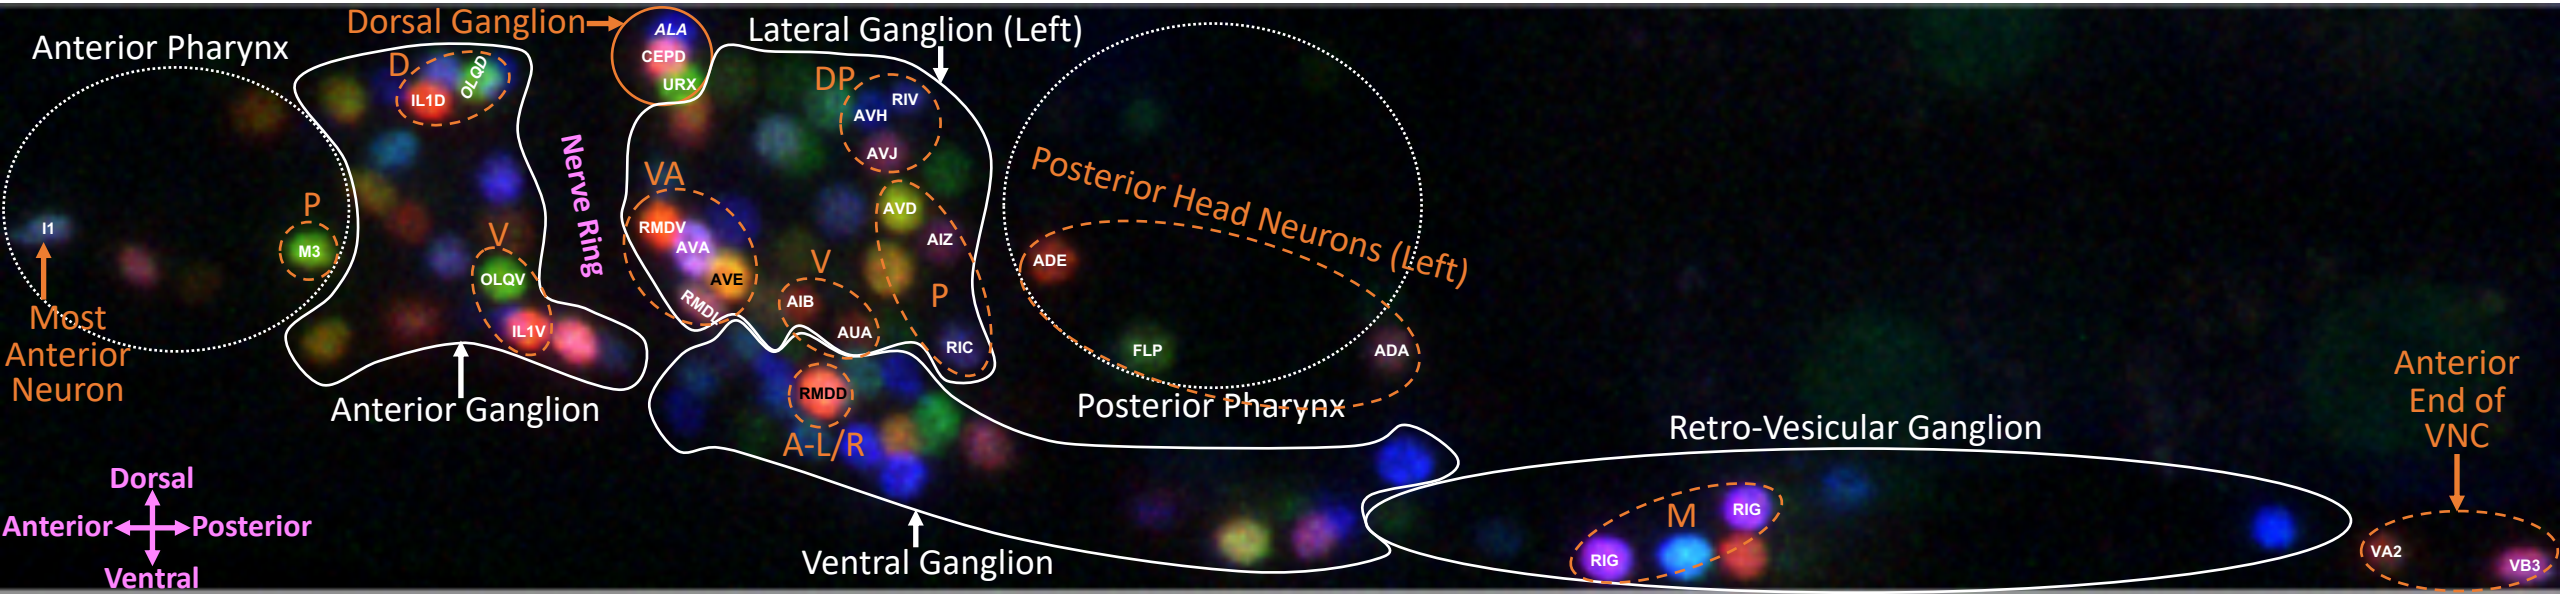 Anterior Pharynx
I1
Most
Anterior
Neuron
P
M3
D
IL1D
OLQD
V
OLQV
IL1V
Anterior Ganglion
Nerve Ring
Dorsal Ganglion
ALA
CEPD
URX
Lateral Ganglion (Left)
DP
RIV
AVH
AVJ
VA
RMDV
AVA
AVE
RMDL
V
AIB
AUA
AVD
AIZ
P
RIC
RMDD
A-L/R
Ventral Ganglion
Posterior Head Neurons (Left)
ADE
FLP
ADA
Posterior Pharynx
Retro-Vesicular Ganglion
M
RIG
RIG
Anterior
End of
VNC
VA2
VB3
Dorsal
Anterior
Posterior
Ventral